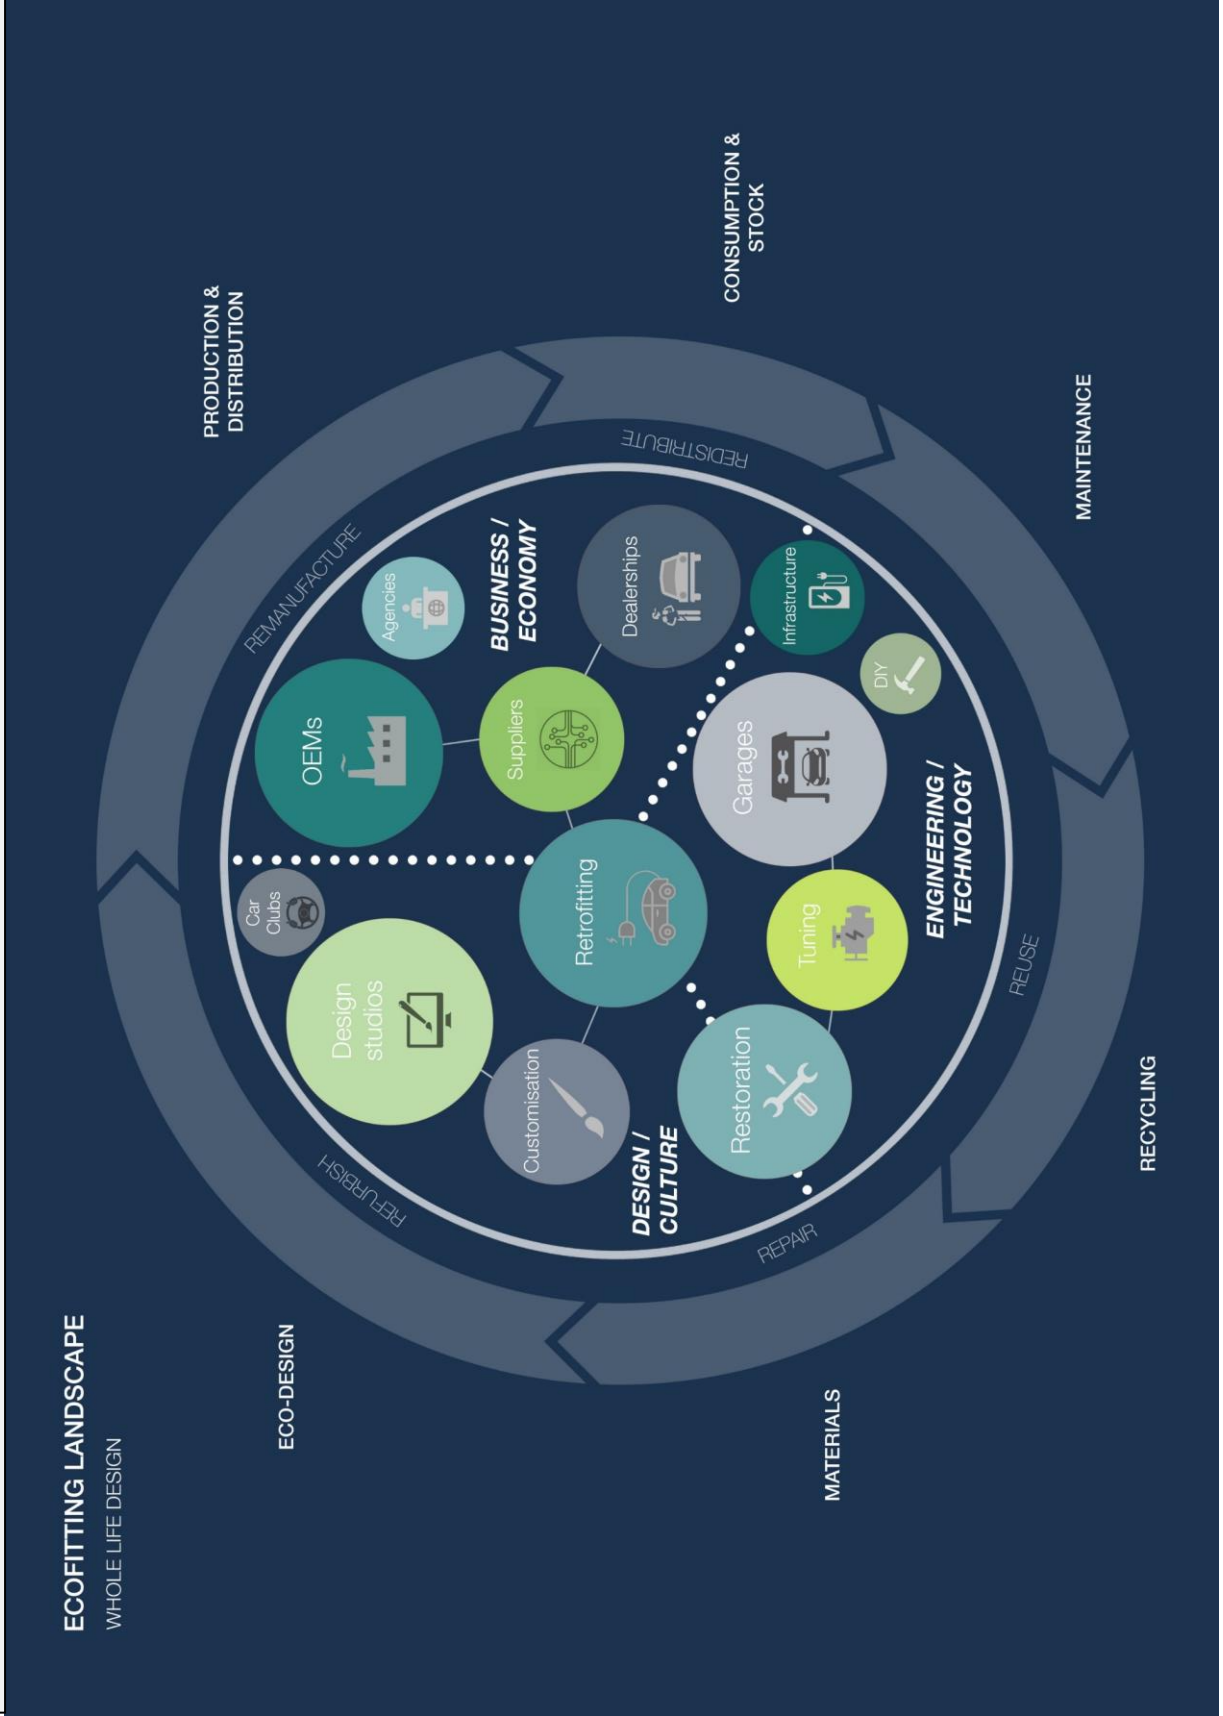 ECOFITTING LANDSCAPE
WHOLE LIFE DESIGN
PRODUCTION &
DISTRIBUTION
ECO-DESIGN
CONSUMPTION &
STOCK
MATERIALS
MAINTENANCE
RECYCLING
REMANUFACTURE
REDISTRIBUTE
REFURBISH
REPAIR
REUSE
Car
Clubs
OEMs
Design
studios
Agencies
BUSINESS /
ECONOMY
Suppliers
Customisation
Retrofitting
Dealerships
DESIGN /
CULTURE
Restoration
Garages
Infrastructure
Tuning
DIY
ENGINEERING /
TECHNOLOGY